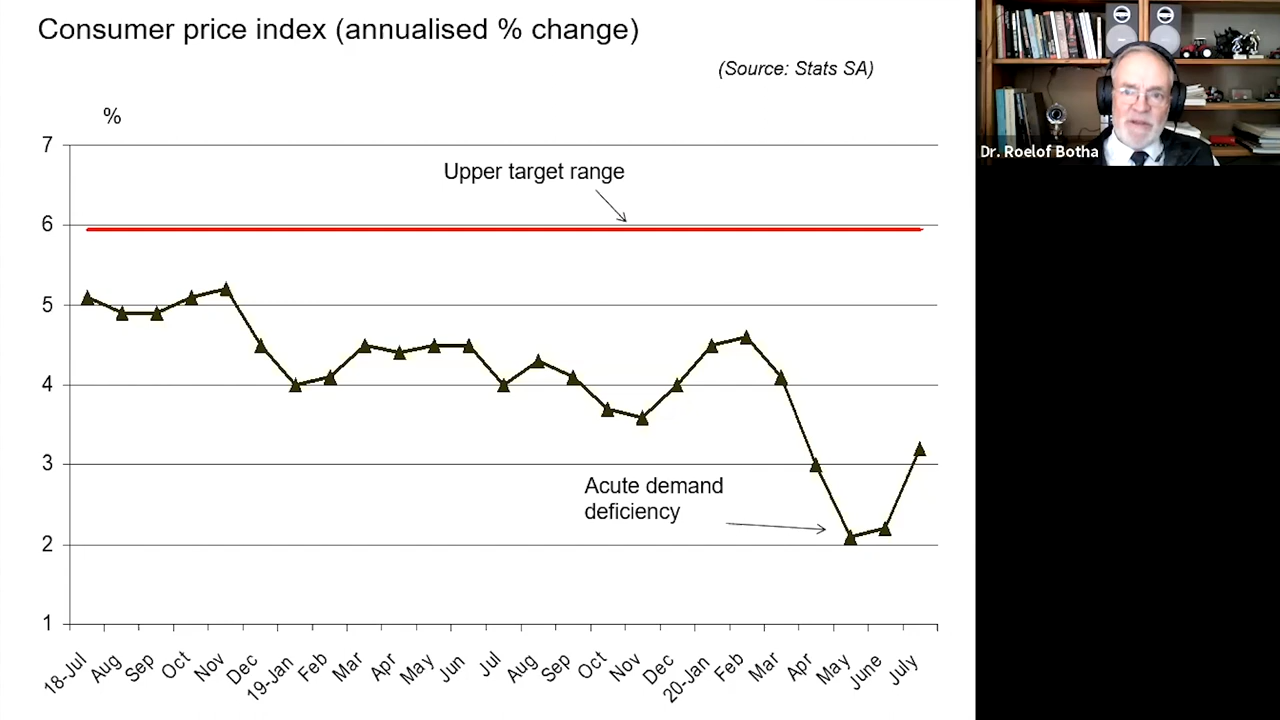 Consumer price index (annualised % change)
(Source: Stats SA)
%
7
Upper target range
6
5
4
3
Acute demand
deficiency
2
1
18-Jul
Aug
Sep
Oct
Nov
Dec
19-Jan
Feb
Mar
Apr
May
Jun
Jul
Aug
Sep
Oct
Nov
Dec
20-Jan
Feb
Mar
Apr
May
June
July
Dr. Roelof Botha